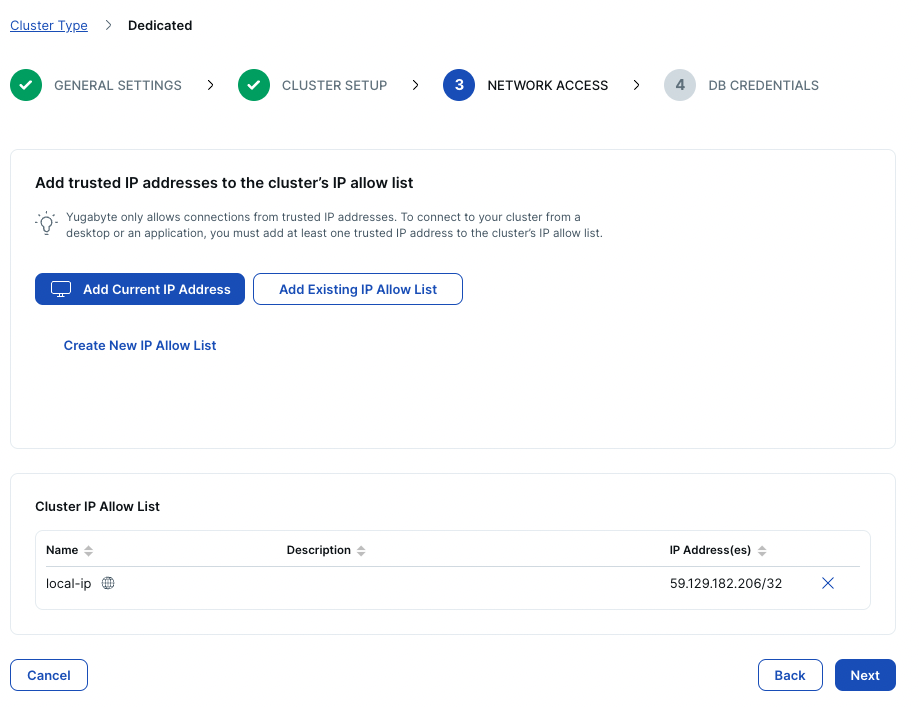 Cluster Type > Dedicated
GENERAL SETTINGS > CLUSTER SETUP > 3 NETWORK ACCESS > 4 DB CREDENTIALS
Add trusted IP addresses to the cluster’s IP allow list
Yugabyte only allows connections from trusted IP addresses. To connect to your cluster from a
desktop or an application, you must add at least one trusted IP address to the cluster’s IP allow list.
Add Current IP Address Add Existing IP Allow List
Create New IP Allow List
Cluster IP Allow List
Name Description IP Address(es)
local-ip 59.129.182.206/32
Cancel Back Next